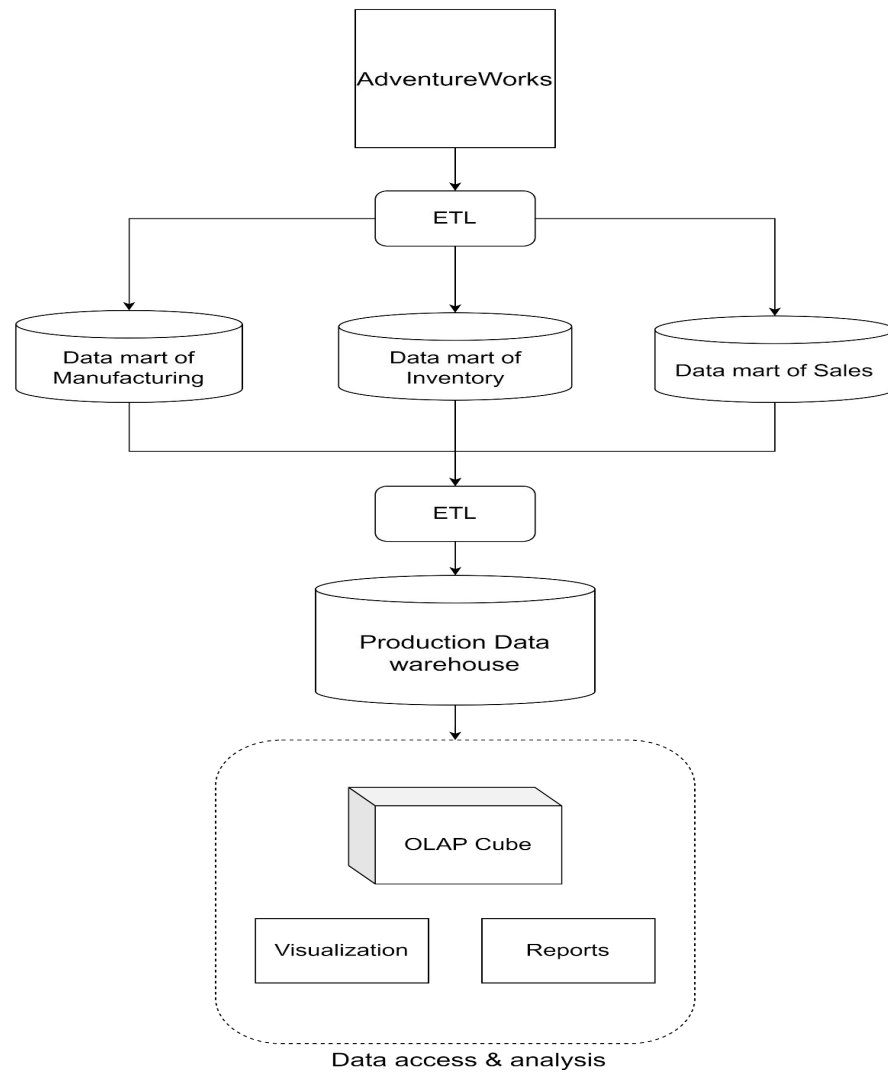 AdventureWorks
ETL
Data mart of
Manufacturing
Data mart of
Inventory
Data mart of Sales
ETL
Production Data
warehouse
OLAP Cube
Visualization
Reports
Data access & analysis